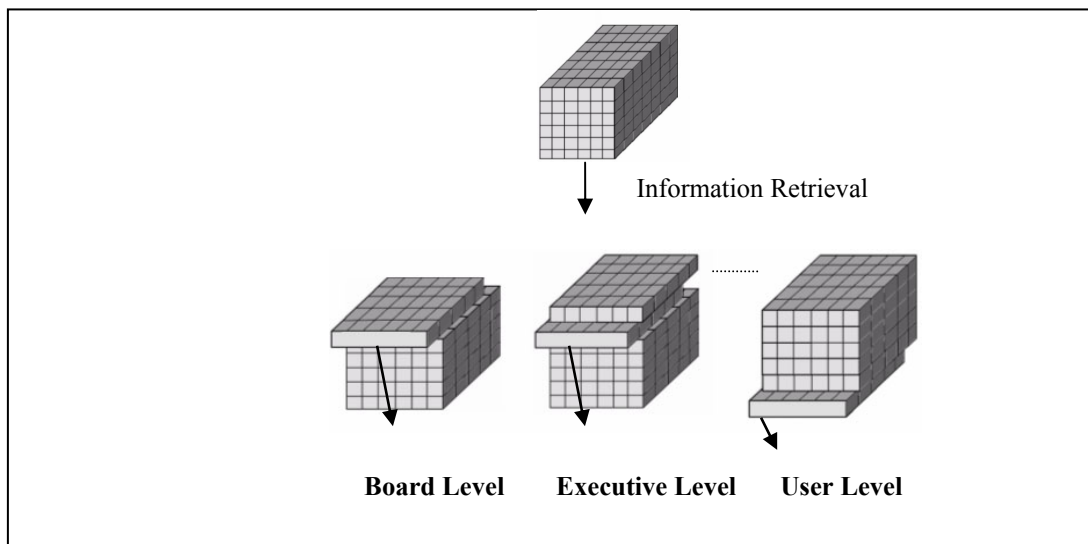 Information Retrieval
............
Board Level Executive Level User Level